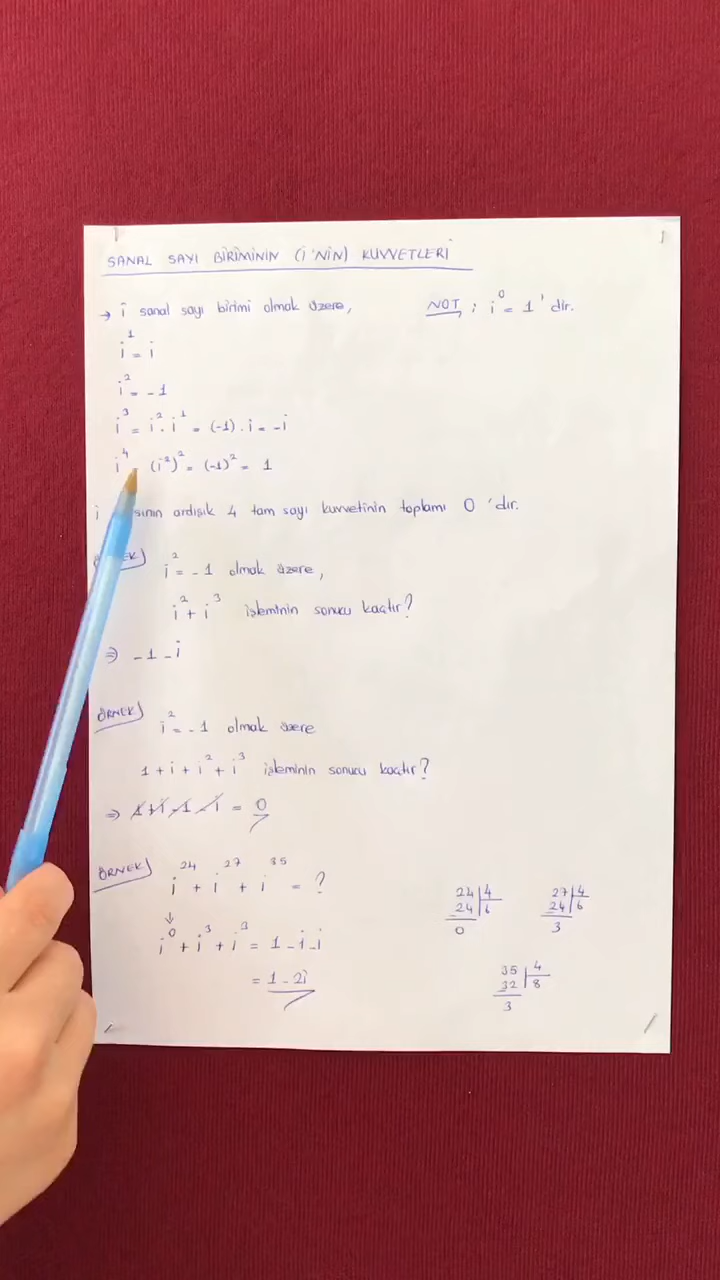 SANAL SAYI BİRİMİNİN (i'NİN) KUVVETLERİ
→ i sanal sayı birimi olmak üzere,
NOT : i⁰ = 1'dir.
i¹ = i
i² = -1
i³ = i² . i¹ = (-1) . i = -i
i⁴ (i²)² = (-1)² = 1
i ardışık 4 tam sayı kuvvetinin toplamı 0 'dır.
i² = -1 olmak üzere,
i² + i³ işleminin sonucu kaçtır?
⇒ -1 - i
ÖRNEK) i² = -1 olmak üzere
1 + i + i² + i³ işleminin sonucu kaçtır?
⇒ 1 + i - 1 - i = 0
ÖRNEK) i²⁴ + i²⁷ + i³⁵ = ?
↓
i⁰ + i³ + i³ = 1 - i - i
= 1 - 2i
24 | 4
24 | 6
0
27 | 4
24 | 6
3
35 | 4
32 | 8
3